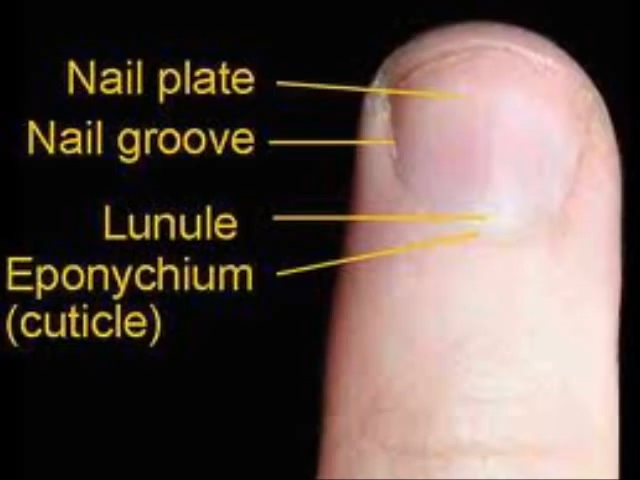 Nail plate
Nail groove
Lunule
Eponychium
(cuticle)